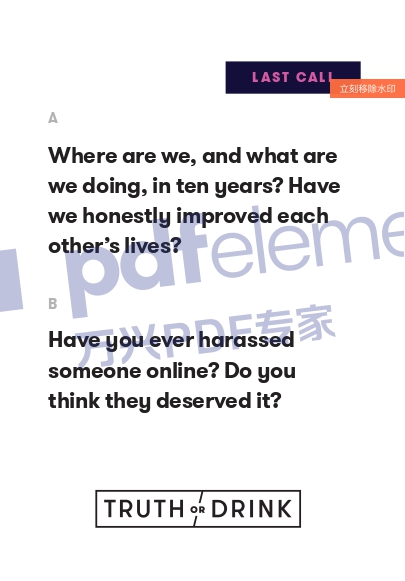 LAST CALL
立刻移除水印
A
Where are we, and what are
we doing, in ten years? Have
we honestly improved each
other's lives?
pdfeleme
B
万兴PDF专家
Have you ever harassed
someone online? Do you
think they deserved it?
TRUTH OR DRINK